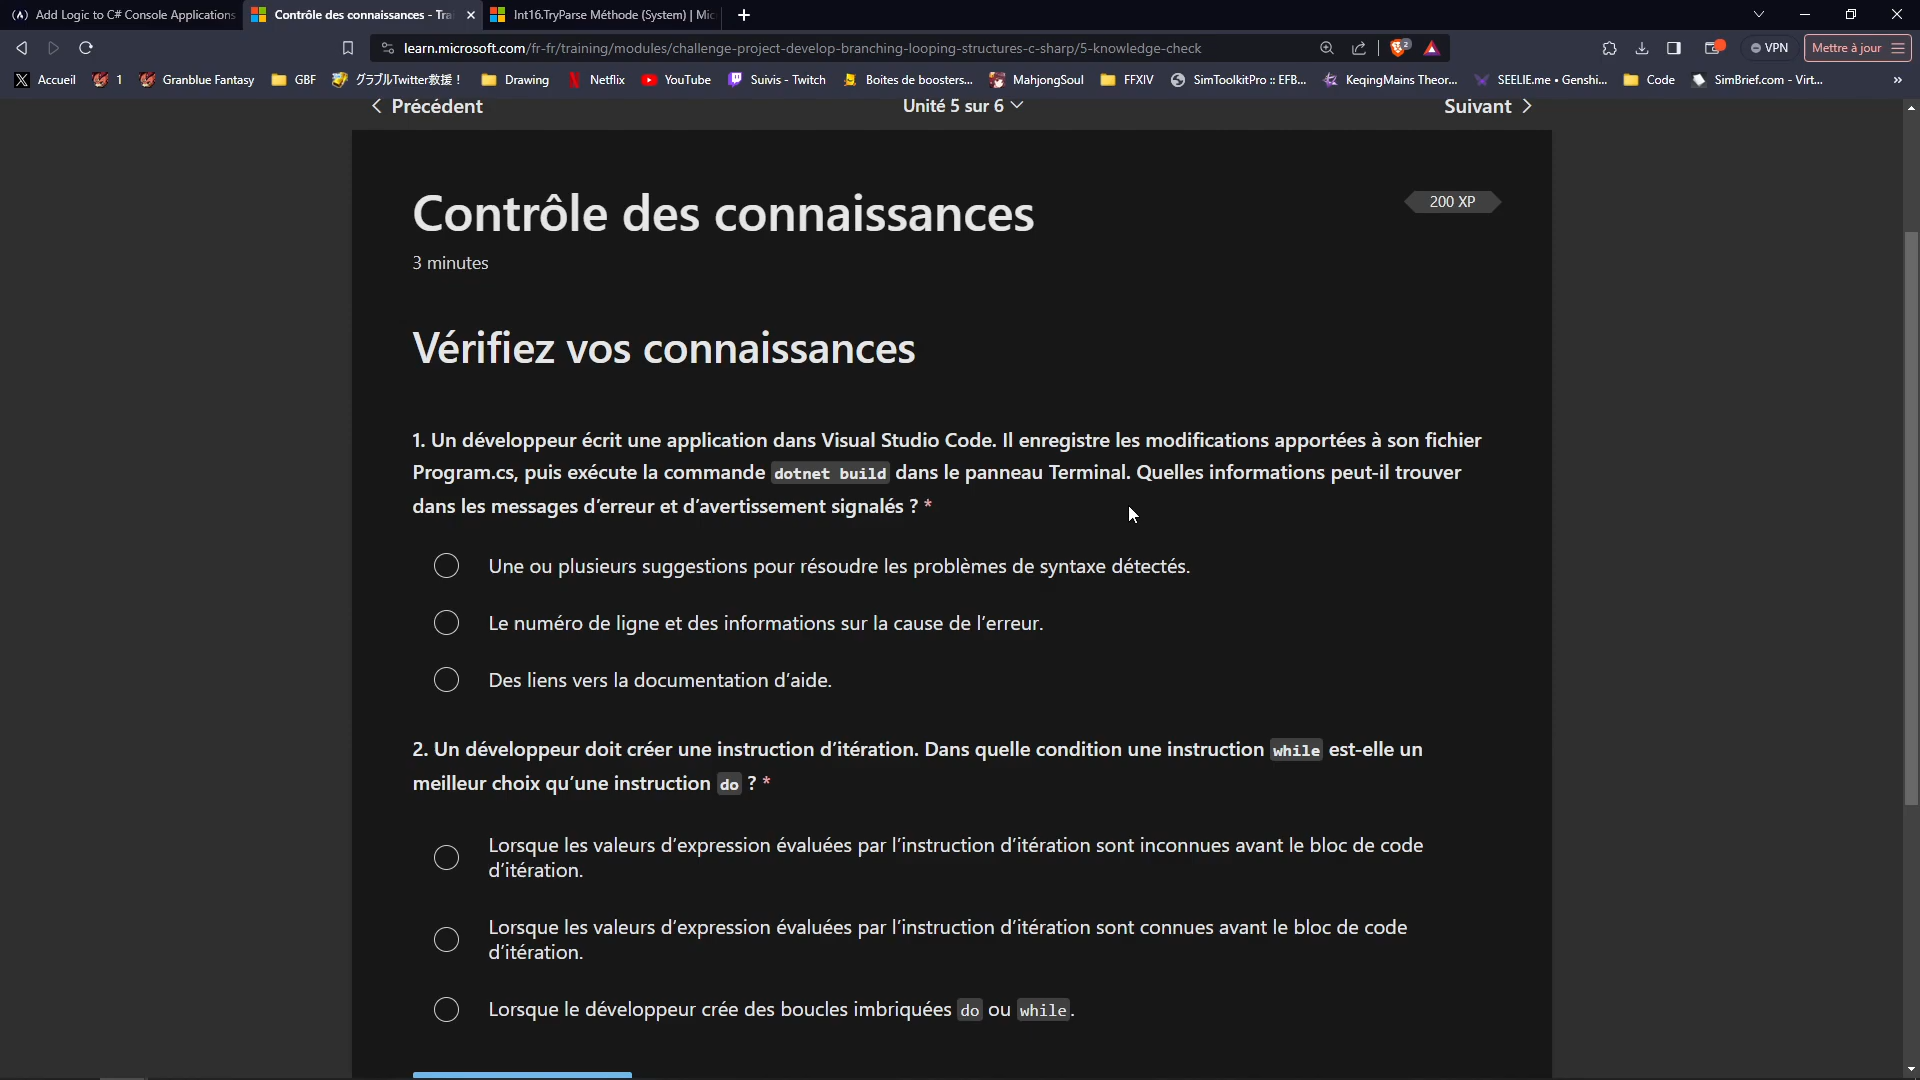 Add Logic to C# Console Applications
Contrôle des connaissances - Tra
Int16.TryParse Méthode (System) | Mic
learn.microsoft.com/fr-fr/training/modules/challenge-project-develop-branching-looping-structures-c-sharp/5-knowledge-check
2
VPN
Mettre à jour
Accueil
1
Granblue Fantasy
GBF
グラブルTwitter救援！
Drawing
Netflix
YouTube
Suivis - Twitch
Boites de boosters...
MahjongSoul
FFXIV
SimToolkitPro :: EFB...
KeqingMains Theor...
SEELIE.me • Genshi...
Code
SimBrief.com - Virt...
»
Précédent
Unité 5 sur 6
Suivant
Contrôle des connaissances
200 XP
3 minutes
Vérifiez vos connaissances
1. Un développeur écrit une application dans Visual Studio Code. Il enregistre les modifications apportées à son fichier
Program.cs, puis exécute la commande dotnet build dans le panneau Terminal. Quelles informations peut-il trouver
dans les messages d’erreur et d’avertissement signalés ? *
Une ou plusieurs suggestions pour résoudre les problèmes de syntaxe détectés.
Le numéro de ligne et des informations sur la cause de l’erreur.
Des liens vers la documentation d’aide.
2. Un développeur doit créer une instruction d’itération. Dans quelle condition une instruction while est-elle un
meilleur choix qu’une instruction do ? *
Lorsque les valeurs d’expression évaluées par l’instruction d’itération sont inconnues avant le bloc de code
d’itération.
Lorsque les valeurs d’expression évaluées par l’instruction d’itération sont connues avant le bloc de code
d’itération.
Lorsque le développeur crée des boucles imbriquées do ou while.